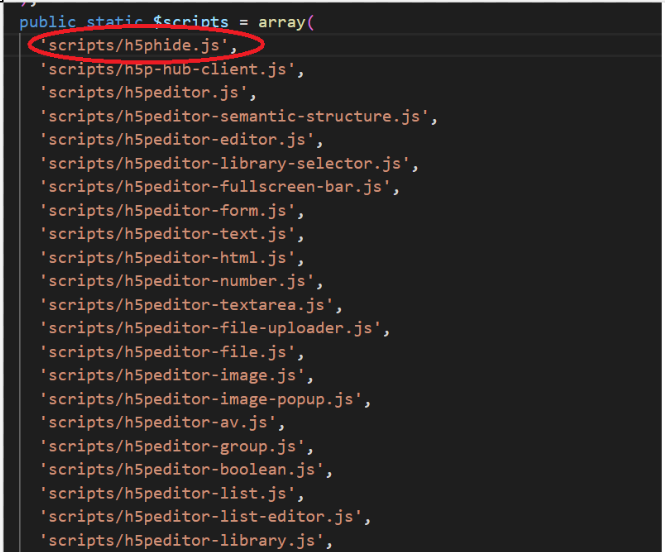 );
public static $scripts = array(
'scripts/h5phide.js',
'scripts/h5p-hub-client.js',
'scripts/h5peditor.js',
'scripts/h5peditor-semantic-structure.js',
'scripts/h5peditor-editor.js',
'scripts/h5peditor-library-selector.js',
'scripts/h5peditor-fullscreen-bar.js',
'scripts/h5peditor-form.js',
'scripts/h5peditor-text.js',
'scripts/h5peditor-html.js',
'scripts/h5peditor-number.js',
'scripts/h5peditor-textarea.js',
'scripts/h5peditor-file-uploader.js',
'scripts/h5peditor-file.js',
'scripts/h5peditor-image.js',
'scripts/h5peditor-image-popup.js',
'scripts/h5peditor-av.js',
'scripts/h5peditor-group.js',
'scripts/h5peditor-boolean.js',
'scripts/h5peditor-list.js',
'scripts/h5peditor-list-editor.js',
'scripts/h5peditor-library.js',